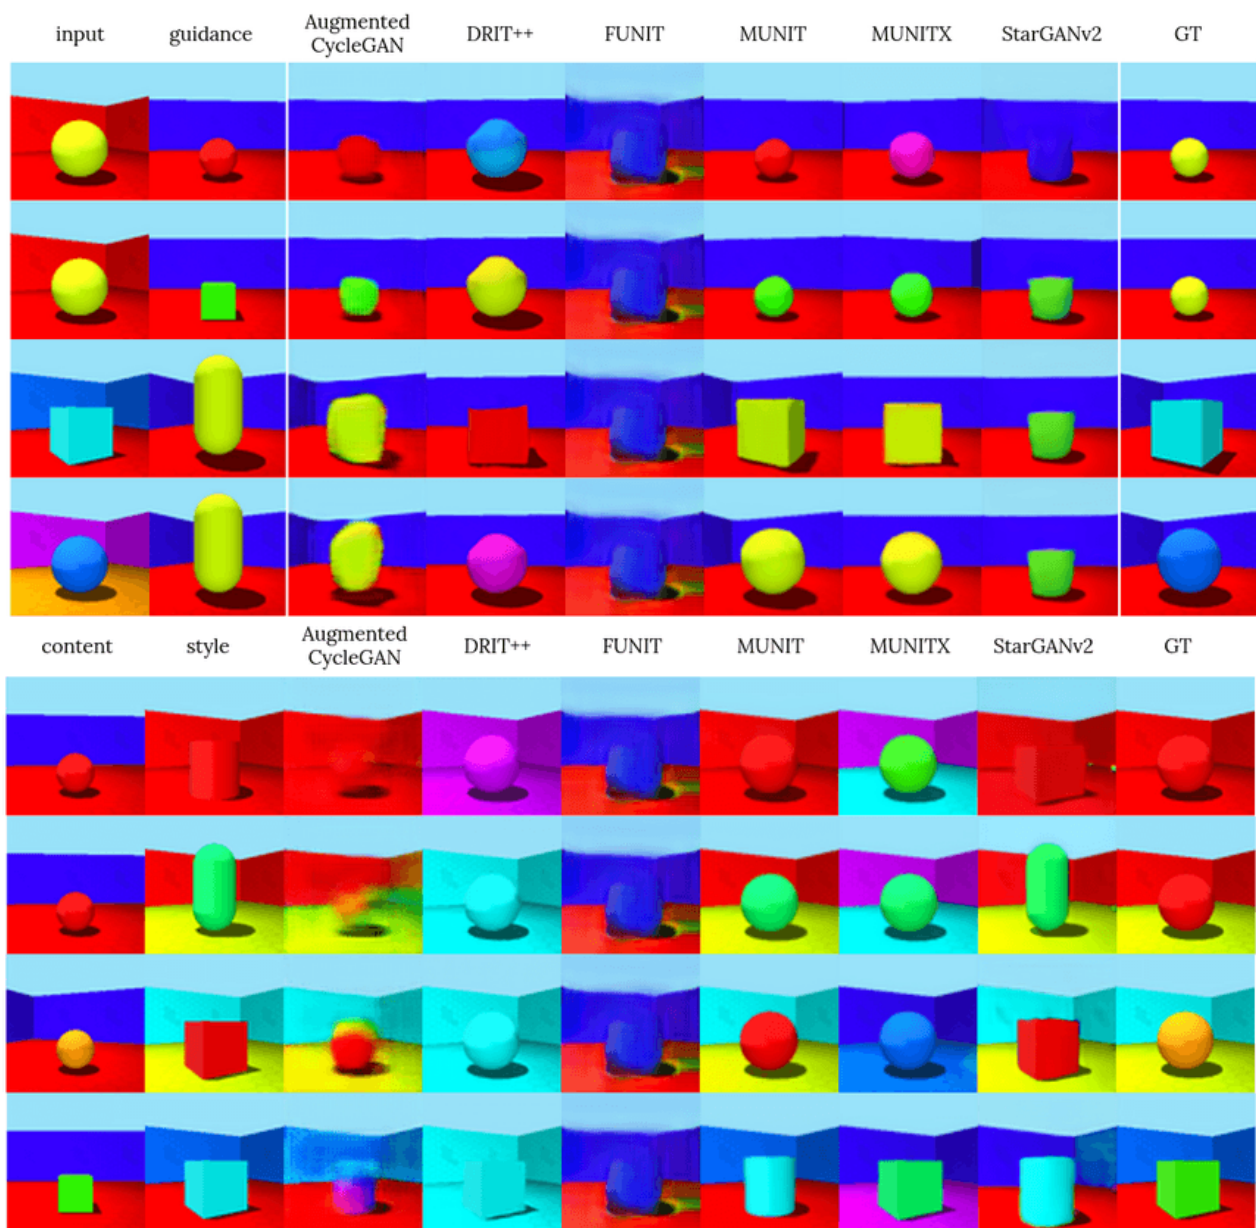 input guidance Augmented CycleGAN DRIT++ FUNIT MUNIT MUNITX StarGANv2 GT
content style Augmented CycleGAN DRIT++ FUNIT MUNIT MUNITX StarGANv2 GT